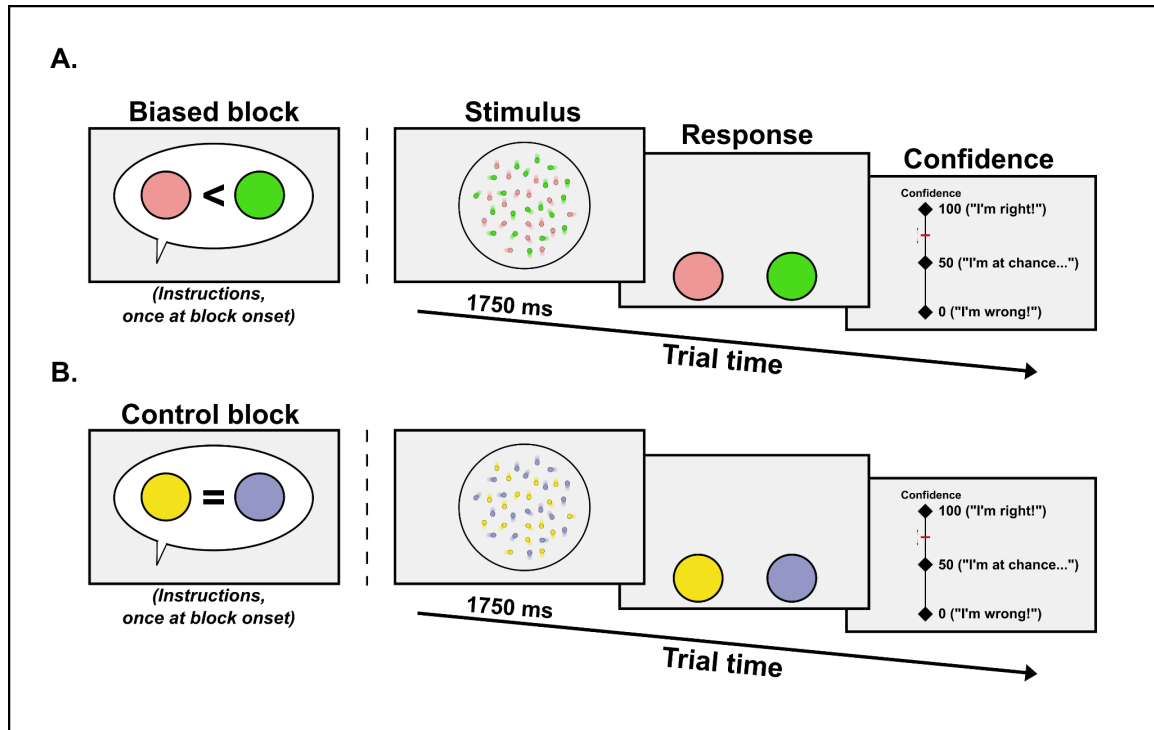 A.
Biased block
Stimulus
Response
Confidence
<
(Instructions,
once at block onset)
1750 ms
Trial time
Confidence
100 ("I'm right!")
50 ("I'm at chance...")
0 ("I'm wrong!")
B.
Control block
=
(Instructions,
once at block onset)
1750 ms
Trial time
Confidence
100 ("I'm right!")
50 ("I'm at chance...")
0 ("I'm wrong!")